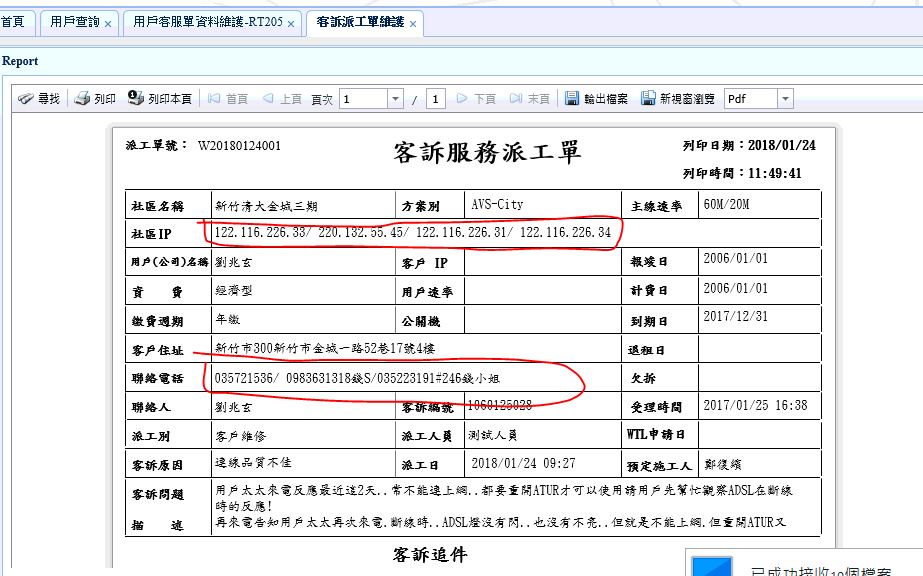 首頁 用戶查詢 × 用戶客服單資料維護-RT205 × 客訴派工單維護 ×
Report
尋找 列印 列印本頁 首頁 上頁 頁次 1 / 1 下頁 末頁 輸出檔案 新視窗瀏覽 Pdf
派工單號： W20180124001 客訴服務派工單 列印日期：2018/01/24
列印時間：11:49:41
社區名稱 新竹清大金城三期 方案別 AVS-City 主線速率 60M/20M
社區IP 122.116.226.33/ 220.132.55.45/ 122.116.226.31/ 122.116.226.34
用戶(公司)名稱 劉兆玄 客戶 IP 報竣日 2006/01/01
資 費 經濟型 用戶速率 計費日 2006/01/01
繳費週期 年繳 公關機 到期日 2017/12/31
客戶住址 新竹市300新竹市金城一路52巷17號4樓 退租日
聯絡電話 035721536/ 0983631318錢S/035223191#246錢小姐 欠拆
聯絡人 劉兆玄 客訴編號 1060125028 受理時間 2017/01/25 16:38
派工別 客戶維修 派工人員 測試人員 WTL申請日
客訴原因 連線品質不佳 派工日 2018/01/24 09:27 預定施工人 鄭復繽
客訴問題 用戶太太來電反應最近這2天..常不能連上網..都要重開ATUR才可以使用請用戶先幫忙觀察ADSL在斷線
時的反應!
描 述 再來電告知用戶太太再次來電.斷線時..ADSL燈沒有閃..也沒有不亮..但就是不能上網.但重開ATUR又
客訴追件
已成功接收10個檔案